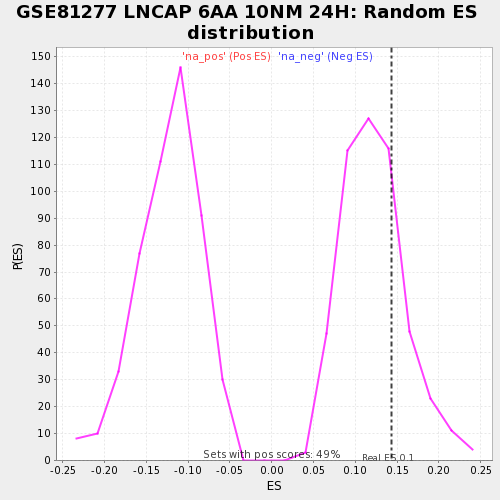 GSE81277 LNCAP 6AA 10NM 24H: Random ES
distribution
'na_pos' (Pos ES) 'na_neg' (Neg ES)
150
140
130
120
110
100
90
80
70
60
50
40
30
20
10
0
P(ES)
Sets with pos scores: 49%
Real ES 0.1
-0.25 -0.20 -0.15 -0.10 -0.05 0.00 0.05 0.10 0.15 0.20 0.25
ES